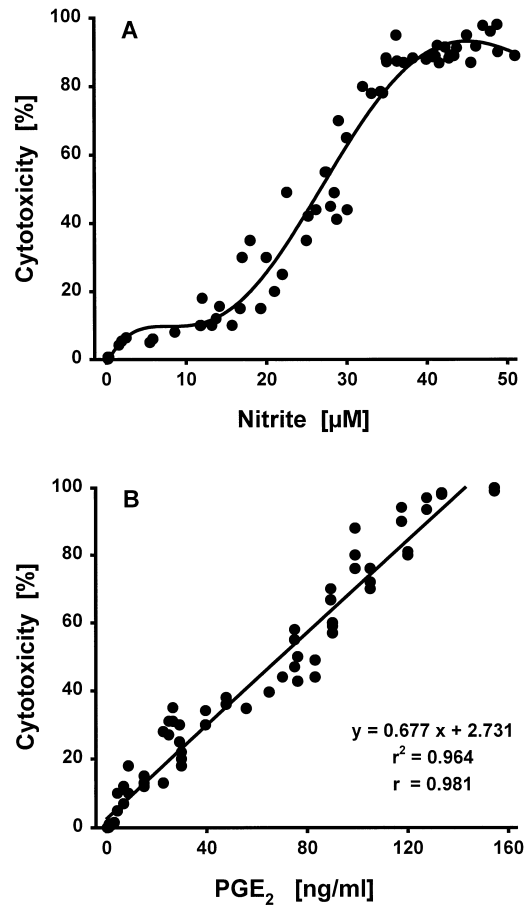 A
100
80
60
40
20
0
Cytotoxicity [%]
0 10 20 30 40 50
Nitrite [µM]
B
100
80
60
40
20
0
Cytotoxicity [%]
y = 0.677 x + 2.731
r² = 0.964
r = 0.981
0 40 80 120 160
PGE₂ [ng/ml]